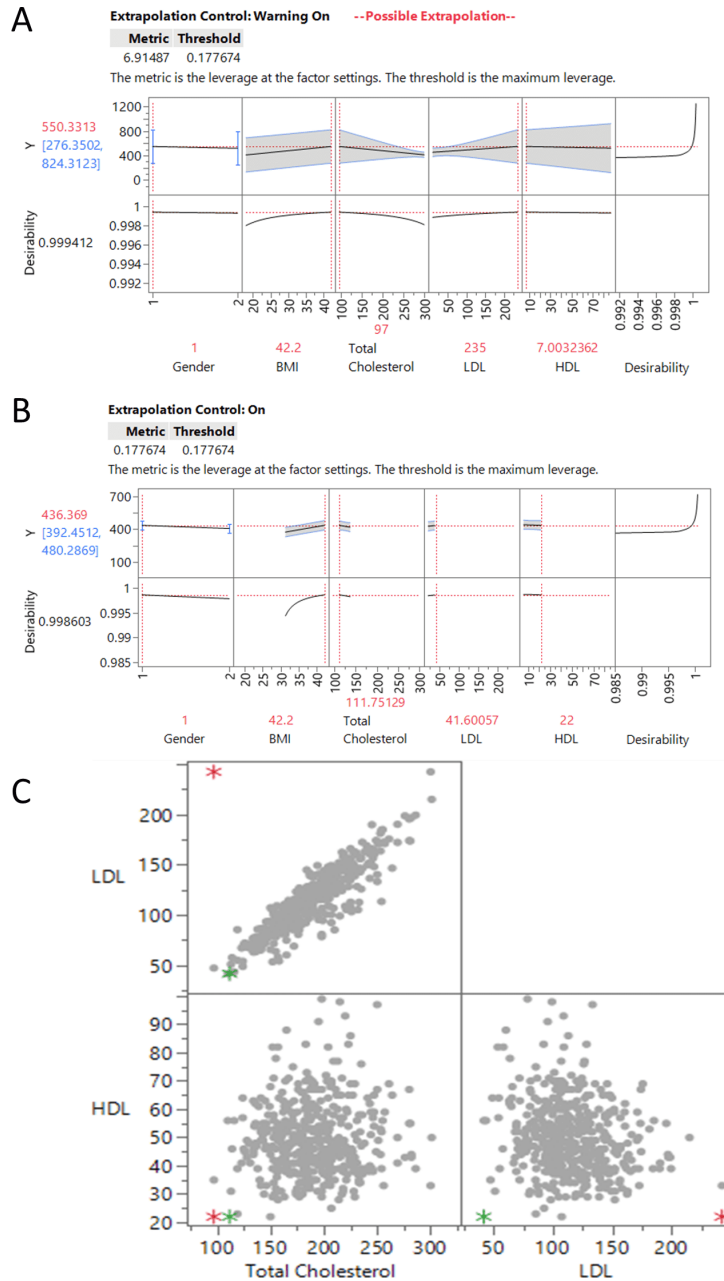 A
Extrapolation Control: Warning On --Possible Extrapolation--
Metric Threshold
6.91487 0.177674
The metric is the leverage at the factor settings. The threshold is the maximum leverage.
Y
550.3313
[276.3502,
824.3123]
1200
800
400
0
Desirability
0.999412
1
0.998
0.996
0.994
0.992
1 2 20 25 30 35 40 100 150 200 250 300 50 100 150 200 10 20 30 40 50 60 70 0.992 0.994 0.996 0.998 1
97
1 42.2 Total 235 7.0032362
Gender BMI Cholesterol LDL HDL Desirability
B
Extrapolation Control: On
Metric Threshold
0.177674 0.177674
The metric is the leverage at the factor settings. The threshold is the maximum leverage.
Y
436.369
[392.4512,
480.2869]
700
400
100
Desirability
0.998603
1
0.995
0.99
0.985
1 2 20 25 30 35 40 100 150 200 250 300 50 100 150 200 10 20 30 40 50 60 70 0.985 0.99 0.995 1
111.75129
1 42.2 Total 41.60057 22
Gender BMI Cholesterol LDL HDL Desirability
C
LDL
200
150
100
50
HDL
90
80
70
60
50
40
30
20
100 150 200 250 300 50 100 150 200
Total Cholesterol LDL